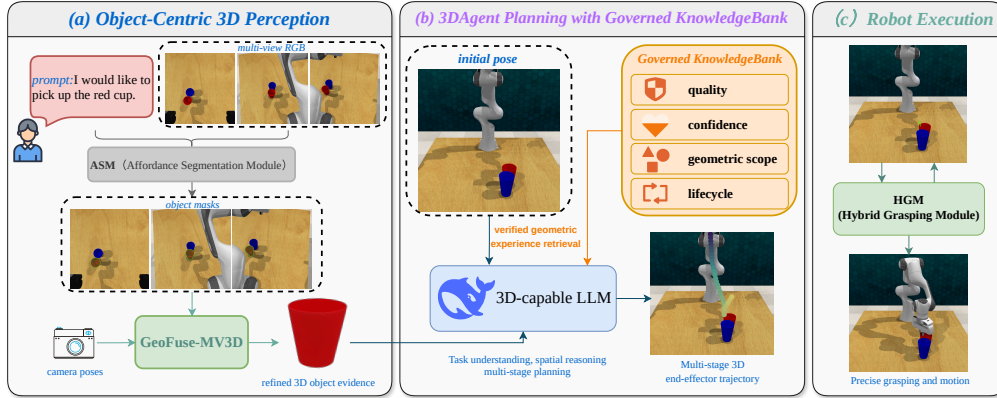 (a) Object-Centric 3D Perception
multi-view RGB
prompt:I would like to
pick up the red cup.
ASM（Affordance Segmentation Module）
object masks
GeoFuse-MV3D
camera poses
refined 3D object evidence
(b) 3DAgent Planning with Governed KnowledgeBank
initial pose
Governed KnowledgeBank
quality
confidence
geometric scope
lifecycle
verified geometric
experience retrieval
3D-capable LLM
Task understanding, spatial reasoning
multi-stage planning
Multi-stage 3D
end-effector trajectory
（c）Robot Execution
HGM
(Hybrid Grasping Module)
Precise grasping and motion